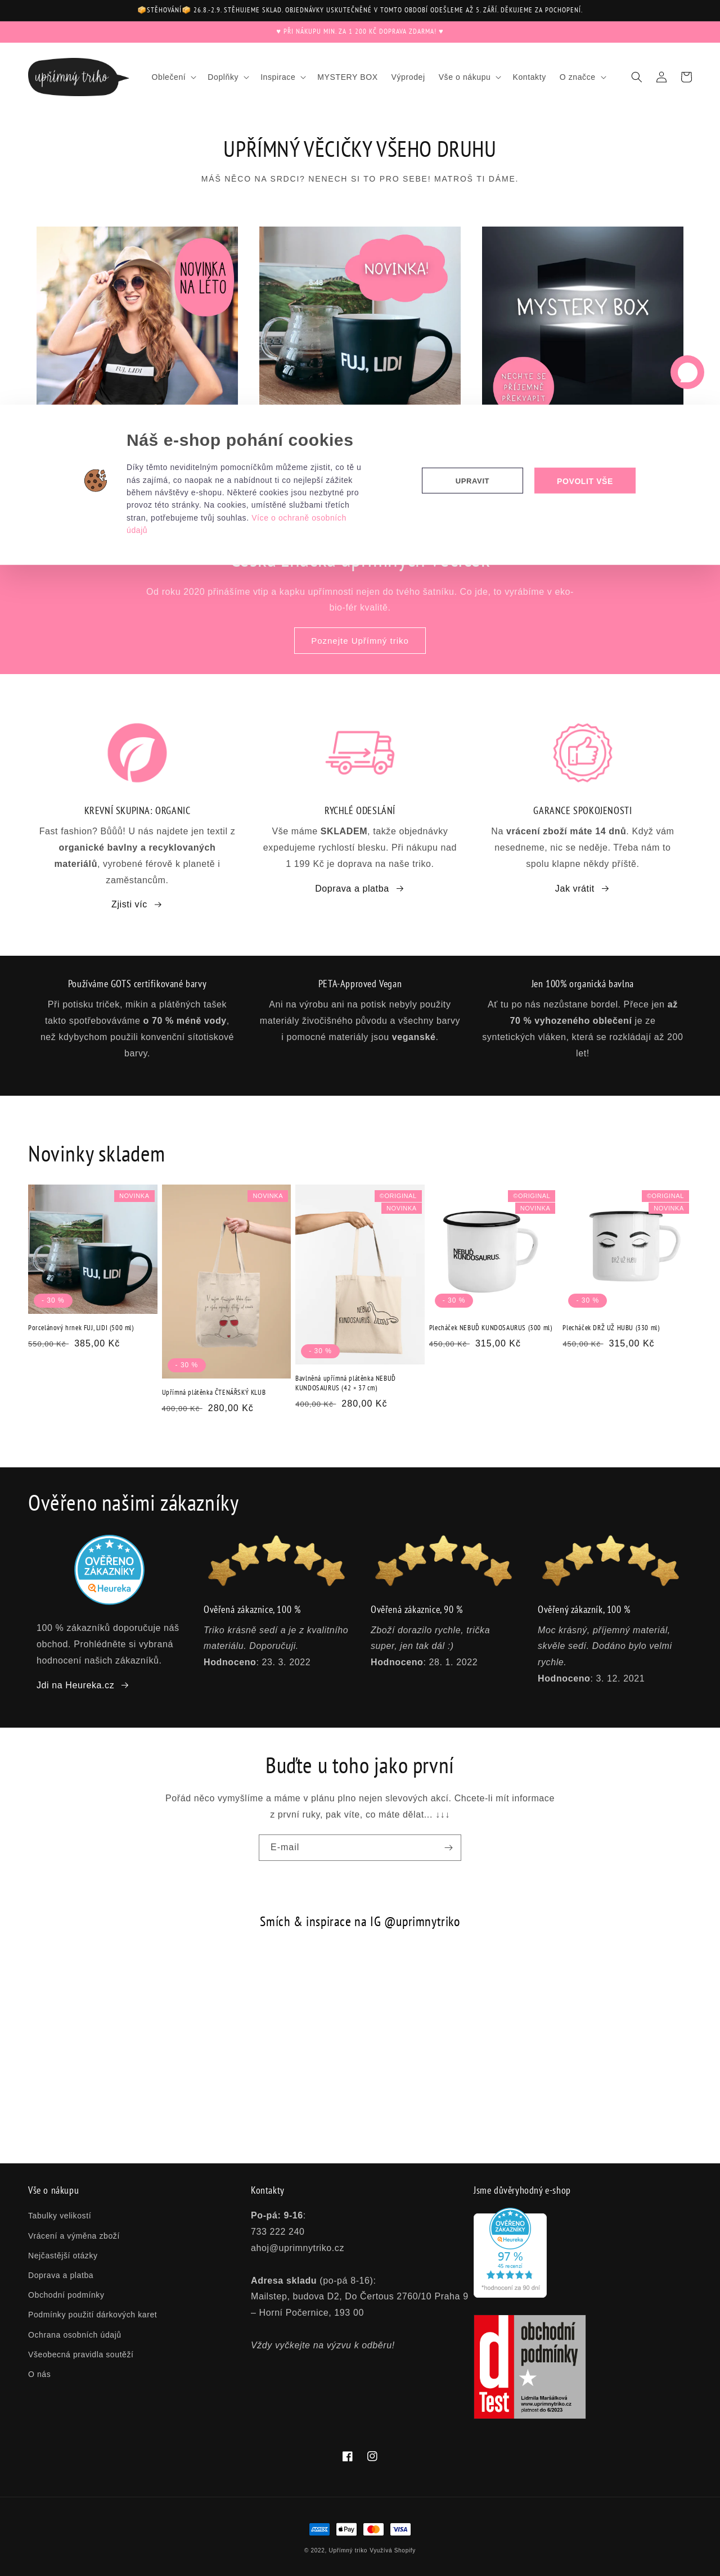 📦STĚHOVÁNÍ📦 26.8.-2.9. STĚHUJEME SKLAD. OBJEDNÁVKY USKUTEČNĚNÉ V TOMTO OBDOBÍ ODEŠLEME AŽ 5. ZÁŘÍ. DĚKUJEME ZA POCHOPENÍ.
♥ PŘI NÁKUPU MIN. ZA 1 200 KČ DOPRAVA ZDARMA! ♥
upřímný triko
Oblečení
Doplňky
Inspirace
MYSTERY BOX
Výprodej
Vše o nákupu
Kontakty
O značce
UPŘÍMNÝ VĚCIČKY VŠEHO DRUHU
MÁŠ NĚCO NA SRDCI? NENECH SI TO PRO SEBE! MATROŠ TI DÁME.
NOVINKA
NA LÉTO
FUJ, LIDI
NOVINKA!
FUJ, LIDI
MYSTERY BOX
NECHTE SE
PŘÍJEMNĚ
PŘEKVAPIT
Náš e-shop pohání cookies
Díky těmto neviditelným pomocníčkům můžeme zjistit, co tě u
nás zajímá, co naopak ne a nabídnout ti co nejlepší zážitek
během návštěvy e-shopu. Některé cookies jsou nezbytné pro
provoz této stránky. Na cookies, umístěné službami třetích
stran, potřebujeme tvůj souhlas. Více o ochraně osobních
údajů
UPRAVIT
POVOLIT VŠE
Od roku 2020 přinášíme vtip a kapku upřímnosti nejen do tvého šatníku. Co jde, to vyrábíme v eko-
bio-fér kvalitě.
Poznejte Upřímný triko
KREVNÍ SKUPINA: ORGANIC
Fast fashion? Bůůů! U nás najdete jen textil z
organické bavlny a recyklovaných
materiálů, vyrobené férově k planetě i
zaměstancům.
Zjisti víc →
RYCHLÉ ODESLÁNÍ
Vše máme SKLADEM, takže objednávky
expedujeme rychlostí blesku. Při nákupu nad
1 199 Kč je doprava na naše triko.
Doprava a platba →
GARANCE SPOKOJENOSTI
Na vrácení zboží máte 14 dnů. Když vám
nesedneme, nic se neděje. Třeba nám to
spolu klapne někdy příště.
Jak vrátit →
Používáme GOTS certifikované barvy
Při potisku triček, mikin a plátěných tašek
takto spotřebováváme o 70 % méně vody,
než kdybychom použili konvenční sítotiskové
barvy.
PETA-Approved Vegan
Ani na výrobu ani na potisk nebyly použity
materiály živočišného původu a všechny barvy
i pomocné materiály jsou veganské.
Jen 100% organická bavlna
Ať tu po nás nezůstane bordel. Přece jen až
70 % vyhozeného oblečení je ze
syntetických vláken, která se rozkládají až 200
let!
Novinky skladem
NOVINKA
FUJ, LIDI
- 30 %
Porcelánový hrnek FUJ, LIDI (500 ml)
550,00 Kč 385,00 Kč
NOVINKA
- 30 %
Upřímná plátěnka ČTENÁŘSKÝ KLUB
400,00 Kč 280,00 Kč
©ORIGINAL
NOVINKA
NEBUĎ
KUNDOSAURUS.
- 30 %
Bavlněná upřímná plátěnka NEBUĎ
KUNDOSAURUS (42 × 37 cm)
400,00 Kč 280,00 Kč
©ORIGINAL
NOVINKA
NEBUĎ
KUNDOSAURUS.
- 30 %
Plecháček NEBUĎ KUNDOSAURUS (300 ml)
450,00 Kč 315,00 Kč
©ORIGINAL
NOVINKA
DRŽ UŽ HUBU
- 30 %
Plecháček DRŽ UŽ HUBU (330 ml)
450,00 Kč 315,00 Kč
Ověřeno našimi zákazníky
OVĚŘENO
ZÁKAZNÍKY
Heureka
100 % zákazníků doporučuje náš
obchod. Prohlédněte si vybraná
hodnocení našich zákazníků.
Jdi na Heureka.cz →
Ověřená zákaznice, 100 %
Triko krásně sedí a je z kvalitního
materiálu. Doporučuji.
Hodnoceno: 23. 3. 2022
Ověřená zákaznice, 90 %
Zboží dorazilo rychle, trička
super, jen tak dál :)
Hodnoceno: 28. 1. 2022
Ověřený zákazník, 100 %
Moc krásný, příjemný materiál,
skvěle sedí. Dodáno bylo velmi
rychle.
Hodnoceno: 3. 12. 2021
Buďte u toho jako první
Pořád něco vymýšlíme a máme v plánu plno nejen slevových akcí. Chcete-li mít informace
z první ruky, pak víte, co máte dělat... ↓↓↓
E-mail
Smích & inspirace na IG @uprimnytriko
Vše o nákupu
Tabulky velikostí
Vrácení a výměna zboží
Nejčastější otázky
Doprava a platba
Obchodní podmínky
Podmínky použití dárkových karet
Ochrana osobních údajů
Všeobecná pravidla soutěží
O nás
Kontakty
Po-pá: 9-16:
733 222 240
ahoj@uprimnytriko.cz
Adresa skladu (po-pá 8-16):
Mailstep, budova D2, Do Čertous 2760/10 Praha 9
– Horní Počernice, 193 00
Vždy vyčkejte na výzvu k odběru!
Jsme důvěryhodný e-shop
OVĚŘENO
ZÁKAZNÍKY
Heureka
97 %
45 recenzí
*hodnocení za 90 dní
dTest
obchodní
podmínky
Lidmila Maršálková
www.uprimnytriko.cz
platnost do 6/2023
AMERICAN EXPRESS
Pay
VISA
© 2022, Upřímný triko Využívá Shopify